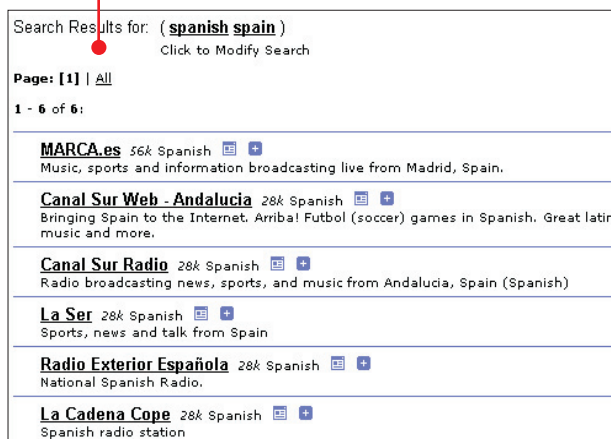 Search Results for: ( spanish spain )
Click to Modify Search
Page: [1] | All
1 - 6 of 6:
MARCA.es 56k Spanish
Music, sports and information broadcasting live from Madrid, Spain.
Canal Sur Web - Andalucia 28k Spanish
Bringing Spain to the Internet. Arriba! Futbol (soccer) games in Spanish. Great latin
music and more.
Canal Sur Radio 28k Spanish
Radio broadcasting news, sports, and music from Andalucia, Spain (Spanish)
La Ser 28k Spanish
Sports, news and talk from Spain
Radio Exterior Española 28k Spanish
National Spanish Radio.
La Cadena Cope 28k Spanish
Spanish radio station